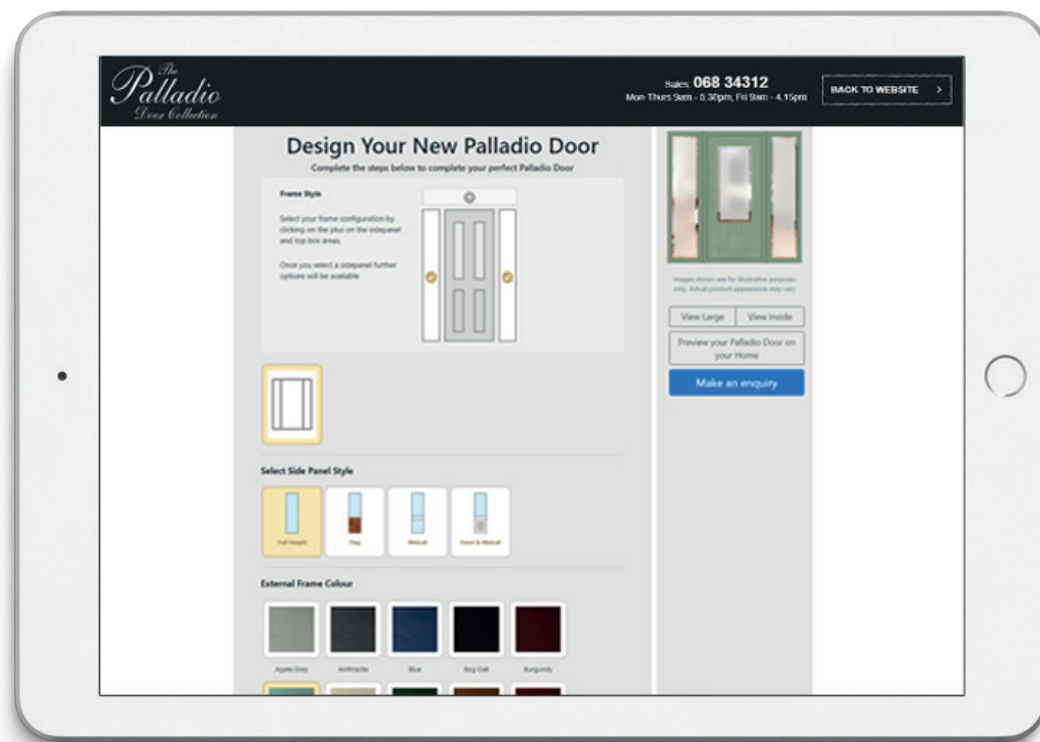 The
Palladio
Door Collection
Sales: 068 34312
Mon-Thurs 9am - 5.30pm, Fri 9am - 4.15pm
BACK TO WEBSITE
Design Your New Palladio Door
Complete the steps below to complete your perfect Palladio Door
Frame Style
Select your frame configuration by
clicking on the plus on the sidepanel
and top box areas.
Once you select a sidepanel further
options will be available
Images shown are for illustrative purposes
only. Actual product appearance may vary
View Large
View Inside
Preview your Palladio Door on
your Home
Make an enquiry
Select Side Panel Style
Full Height
Midrail
Panel & Midrail
External Frame Colour
Agate Grey
Anthracite
Blue
Bog Oak
Burgundy